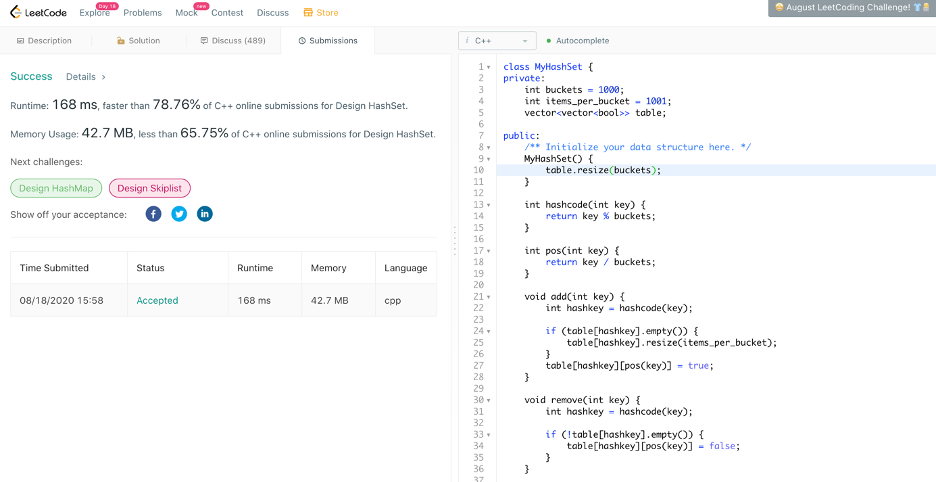 LeetCode Explore Day 18 Problems Mock new Contest Discuss Store August LeetCoding Challenge!
Description Solution Discuss (489) Submissions
i C++ Autocomplete
Success Details >
Runtime: 168 ms, faster than 78.76% of C++ online submissions for Design HashSet.
Memory Usage: 42.7 MB, less than 65.75% of C++ online submissions for Design HashSet.
Next challenges:
Design HashMap Design Skiplist
Show off your acceptance:
Time Submitted Status Runtime Memory Language
08/18/2020 15:58 Accepted 168 ms 42.7 MB cpp
1 class MyHashSet {
2 private:
3 int buckets = 1000;
4 int items_per_bucket = 1001;
5 vector<vector<bool>> table;
6
7 public:
8 /** Initialize your data structure here. */
9 MyHashSet() {
10 table.resize(buckets);
11 }
12
13 int hashcode(int key) {
14 return key % buckets;
15 }
16
17 int pos(int key) {
18 return key / buckets;
19 }
20
21 void add(int key) {
22 int hashkey = hashcode(key);
23
24 if (table[hashkey].empty()) {
25 table[hashkey].resize(items_per_bucket);
26 }
27 table[hashkey][pos(key)] = true;
28 }
29
30 void remove(int key) {
31 int hashkey = hashcode(key);
32
33 if (!table[hashkey].empty()) {
34 table[hashkey][pos(key)] = false;
35 }
36 }
37